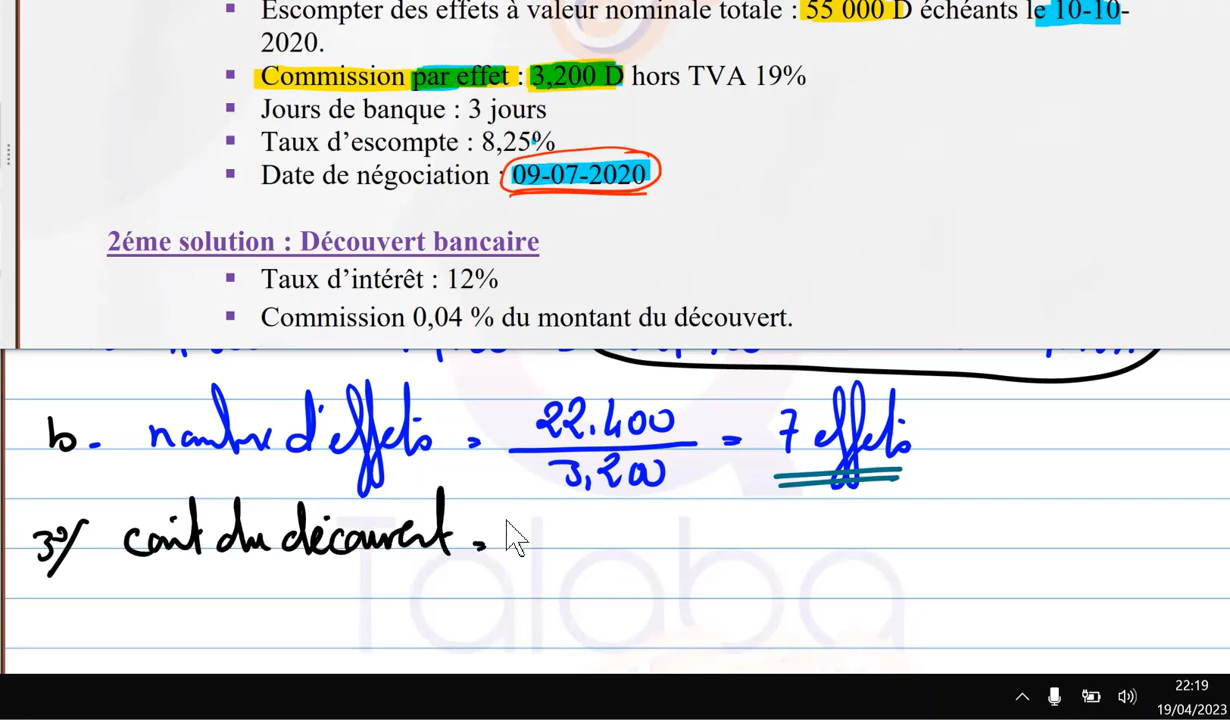 Escompter des effets à valeur nominale totale : 55 000 D échéants le 10-10-
2020.
▪ Commission par effet : 3,200 D hors TVA 19%
▪ Jours de banque : 3 jours
▪ Taux d'escompte : 8,25%
▪ Date de négociation : 09-07-2020
2éme solution : Découvert bancaire
▪ Taux d'intérêt : 12%
▪ Commission 0,04 % du montant du découvert.
b- nombre d'effets = 22.400 / 3,200 = 7 effets
3°/ coût du découvert =
Talaba
22:19
19/04/2023